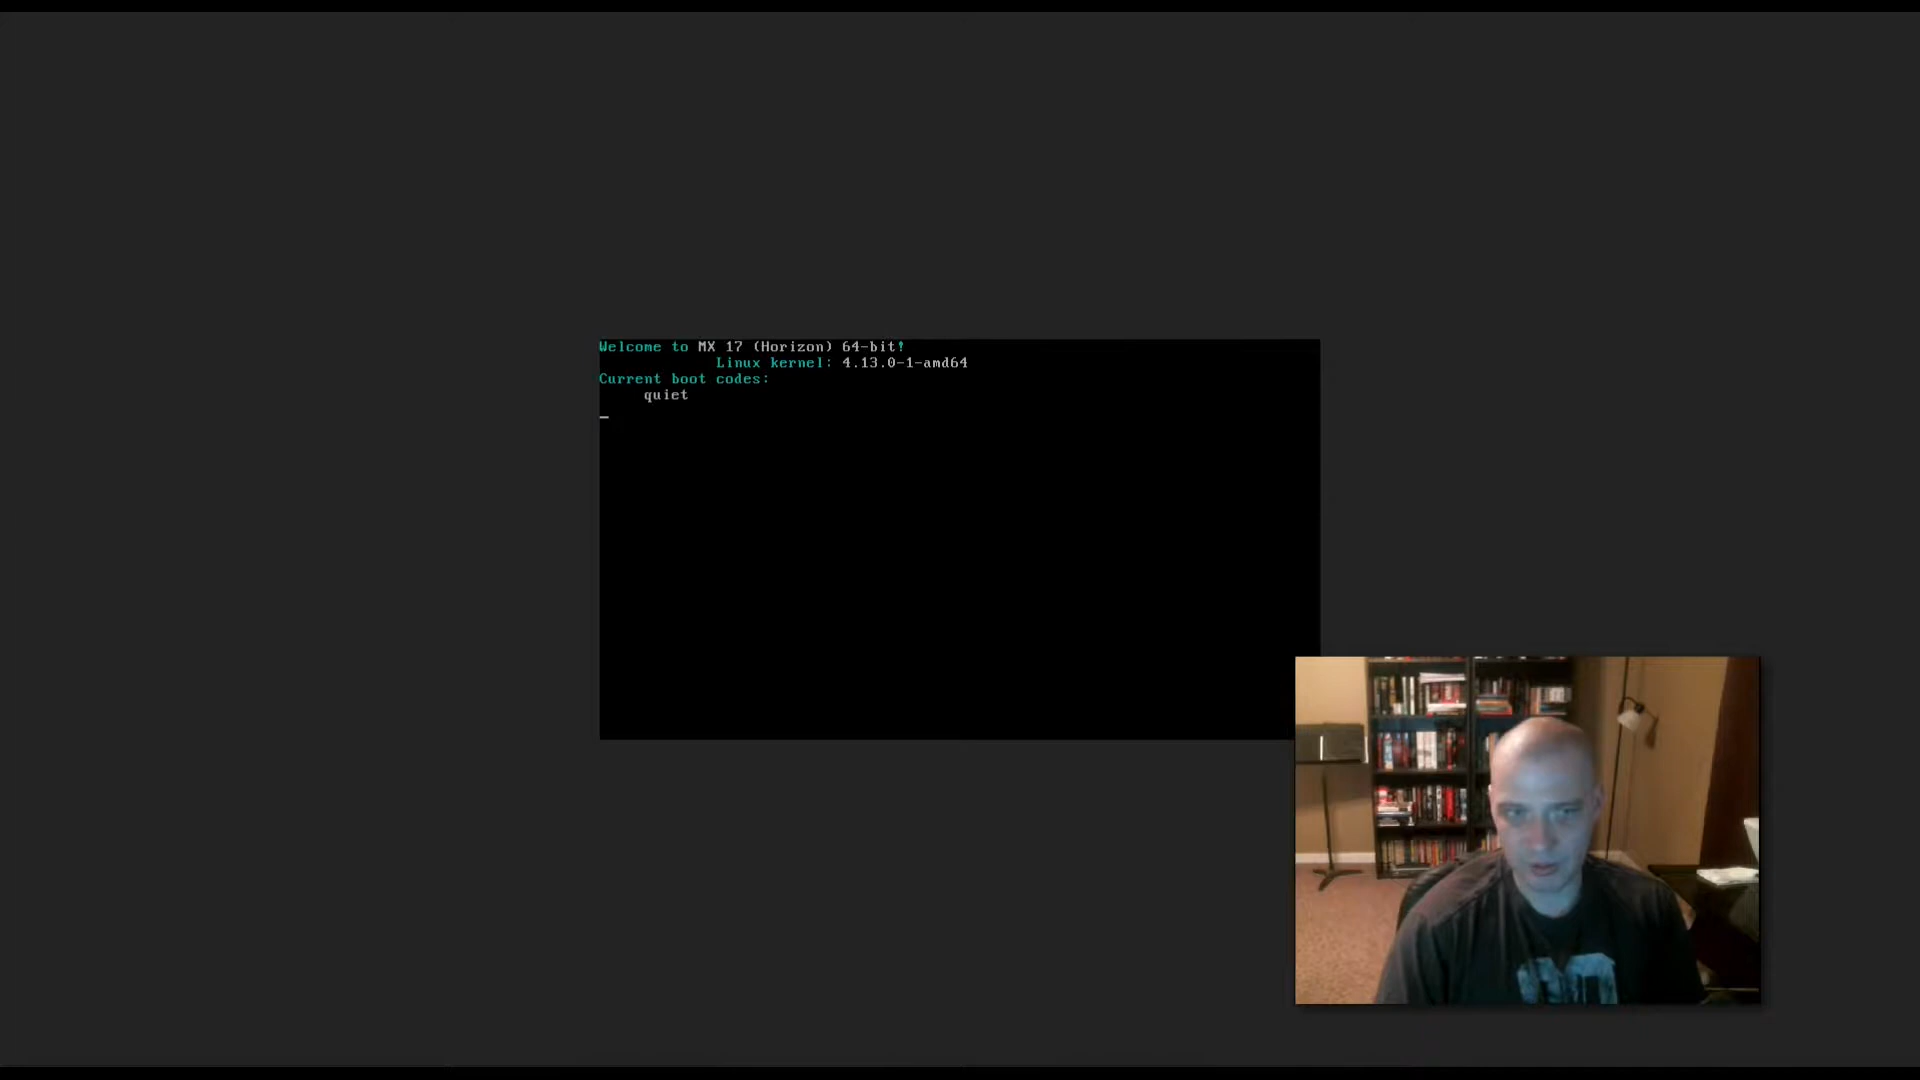 Welcome to MX 17 (Horizon) 64-bit!
Linux kernel: 4.13.0-1-amd64
Current boot codes:
quiet